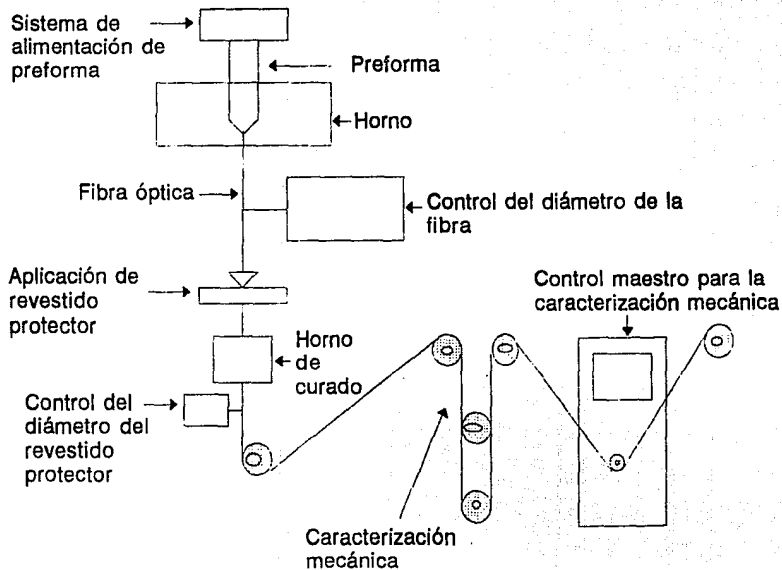 Sistema de
alimentación de
preforma
Preforma
Horno
Fibra óptica
Control del diámetro de la
fibra
Aplicación de
revestido
protector
Horno
de
curado
Control del
diámetro del
revestido
protector
Caracterización
mecánica
Control maestro para la
caracterización mecánica